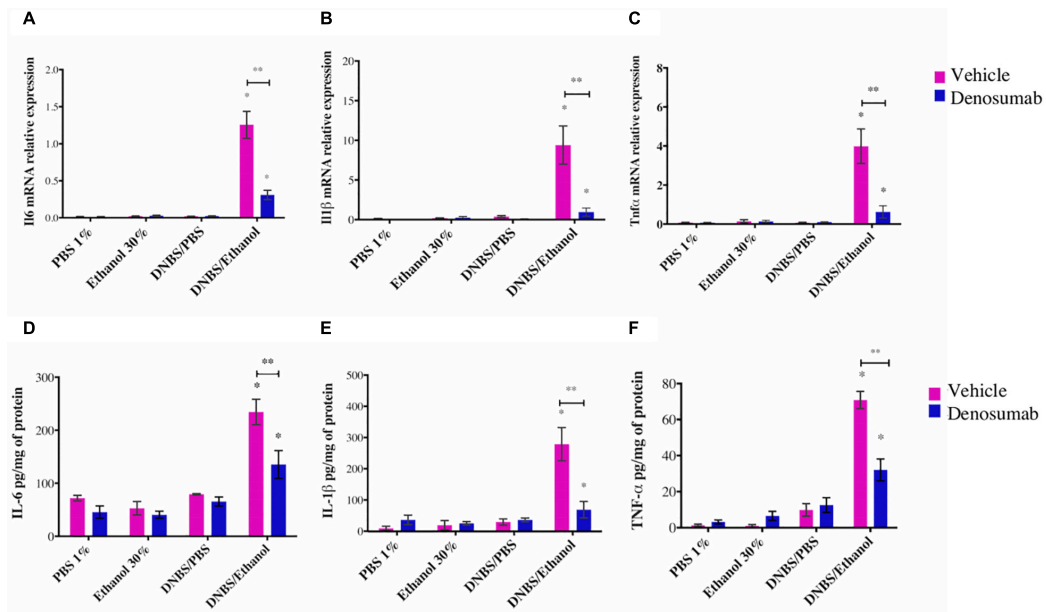 A
B
C
Il6 mRNA relative expression
2.0
1.5
1.0
0.5
0.0
**
*
*
PBS 1%
Ethanol 30%
DNBS/PBS
DNBS/Ethanol
Il1β mRNA relative expression
20
15
10
5
0
**
*
*
PBS 1%
Ethanol 30%
DNBS/PBS
DNBS/Ethanol
Tnfα mRNA relative expression
8
6
4
2
0
**
*
*
PBS 1%
Ethanol 30%
DNBS/PBS
DNBS/Ethanol
Vehicle
Denosumab
D
E
F
IL-6 pg/mg of protein
300
200
100
0
**
*
*
PBS 1%
Ethanol 30%
DNBS/PBS
DNBS/Ethanol
IL-1β pg/mg of protein
500
400
300
200
100
0
**
*
*
PBS 1%
Ethanol 30%
DNBS/PBS
DNBS/Ethanol
TNF-α pg/mg of protein
80
60
40
20
0
**
*
*
PBS 1%
Ethanol 30%
DNBS/PBS
DNBS/Ethanol
Vehicle
Denosumab